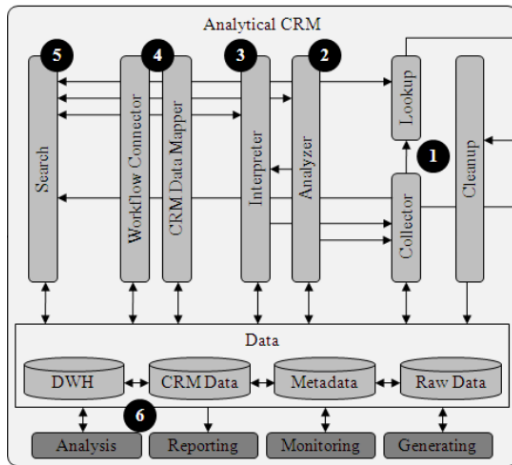 Analytical CRM
5
4
3
2
1
Search
Workflow Connector
CRM Data Mapper
Interpreter
Analyzer
Lookup
Collector
Cleanup
Data
DWH
CRM Data
Metadata
Raw Data
6
Analysis
Reporting
Monitoring
Generating